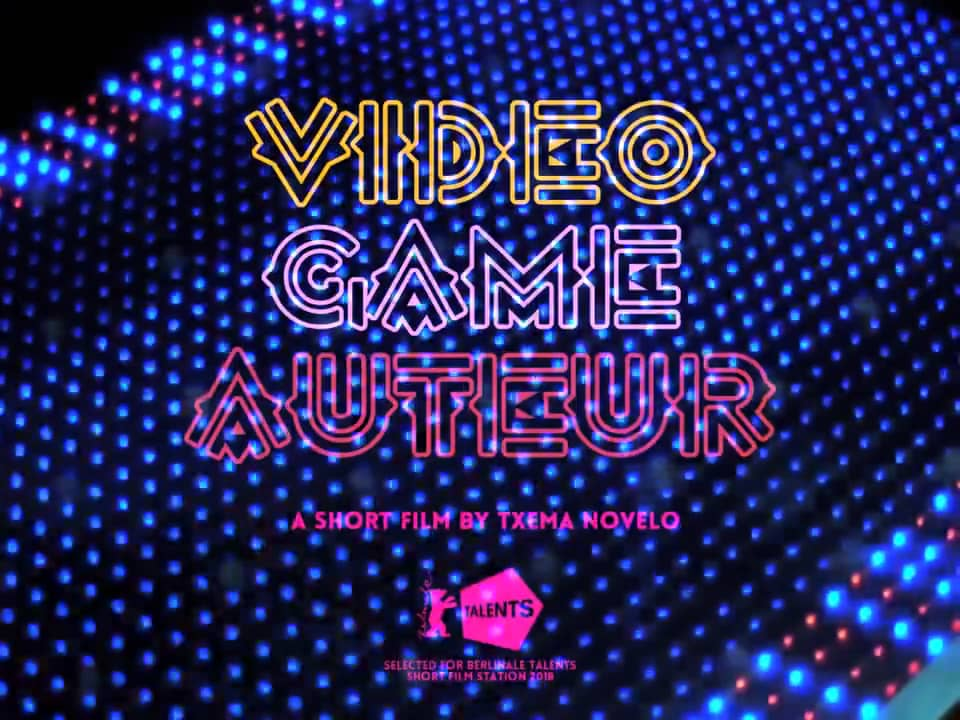 VIDEO
GAME
AUTEUR
A SHORT FILM BY TXEMA NOVELO
TALENTS
SELECTED FOR BERLINALE TALENTS
SHORT FILM STATION 2018